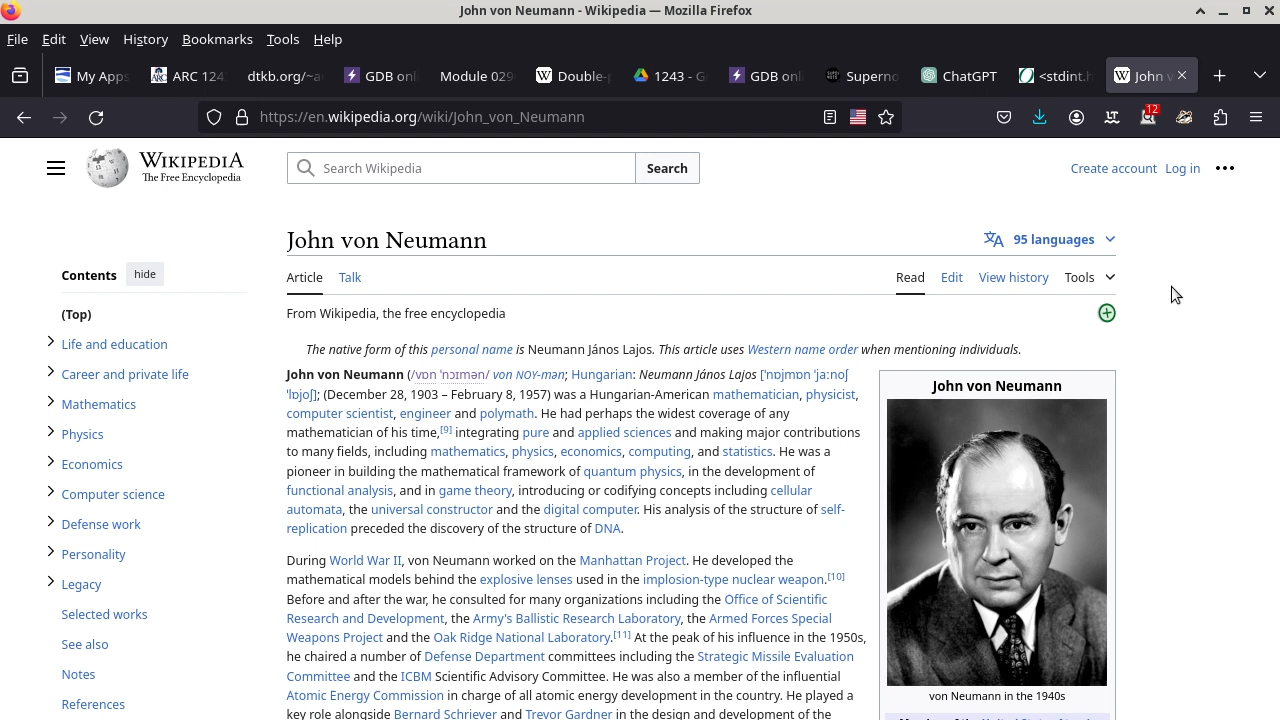 John von Neumann - Wikipedia — Mozilla Firefox
File Edit View History Bookmarks Tools Help
My Apps ARC 124 dtkb.org/~a GDB onl Module 029 Double- 1243 - G GDB onl Superno ChatGPT <stdint.h John v
https://en.wikipedia.org/wiki/John_von_Neumann
12
WIKIPEDIA
The Free Encyclopedia
Search Wikipedia
Search
Create account Log in
John von Neumann
95 languages
Contents hide
Article Talk
Read Edit View history Tools
(Top)
Life and education
Career and private life
Mathematics
Physics
Economics
Computer science
Defense work
Personality
Legacy
Selected works
See also
Notes
References
From Wikipedia, the free encyclopedia
The native form of this personal name is Neumann János Lajos. This article uses Western name order when mentioning individuals.
John von Neumann (/vɒn ˈnɔɪmən/ von NOY-mən; Hungarian: Neumann János Lajos [ˈnɒjmɒn ˈjaːnoʃ
ˈlɒjoʃ]; (December 28, 1903 – February 8, 1957) was a Hungarian-American mathematician, physicist,
computer scientist, engineer and polymath. He had perhaps the widest coverage of any
mathematician of his time,[9] integrating pure and applied sciences and making major contributions
to many fields, including mathematics, physics, economics, computing, and statistics. He was a
pioneer in building the mathematical framework of quantum physics, in the development of
functional analysis, and in game theory, introducing or codifying concepts including cellular
automata, the universal constructor and the digital computer. His analysis of the structure of self-
replication preceded the discovery of the structure of DNA.
During World War II, von Neumann worked on the Manhattan Project. He developed the
mathematical models behind the explosive lenses used in the implosion-type nuclear weapon.[10]
Before and after the war, he consulted for many organizations including the Office of Scientific
Research and Development, the Army's Ballistic Research Laboratory, the Armed Forces Special
Weapons Project and the Oak Ridge National Laboratory.[11] At the peak of his influence in the 1950s,
he chaired a number of Defense Department committees including the Strategic Missile Evaluation
Committee and the ICBM Scientific Advisory Committee. He was also a member of the influential
Atomic Energy Commission in charge of all atomic energy development in the country. He played a
key role alongside Bernard Schriever and Trevor Gardner in the design and development of the
John von Neumann
von Neumann in the 1940s